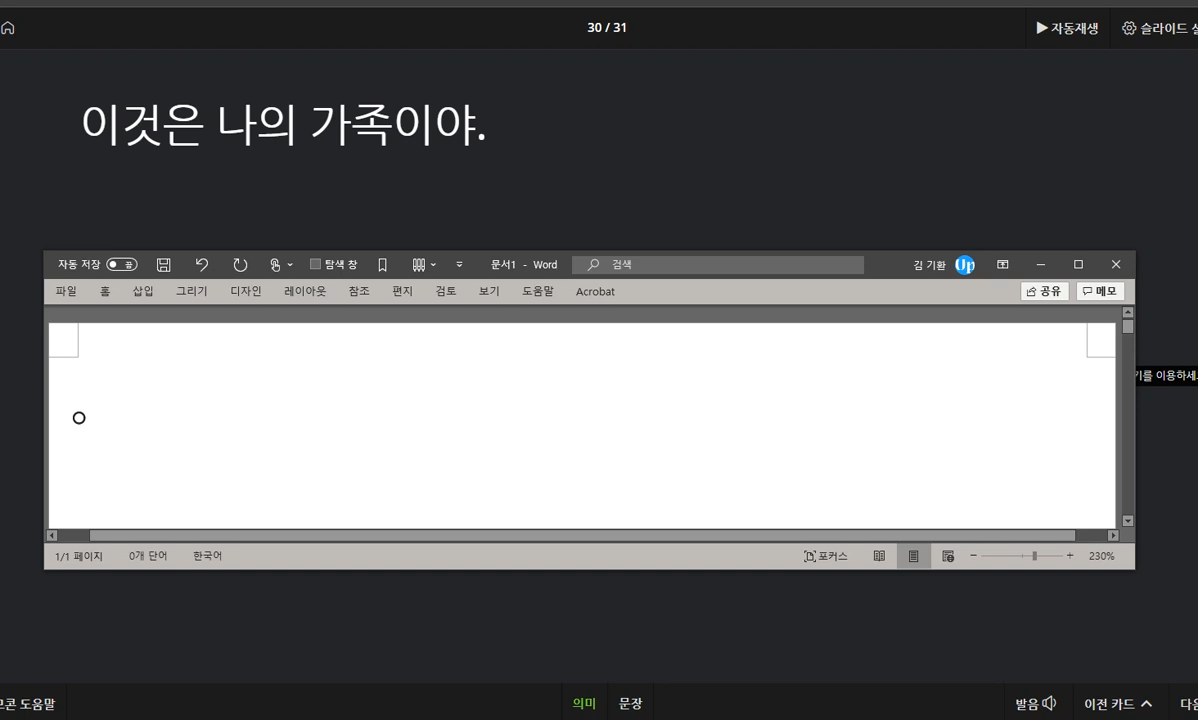 30 / 31
자동재생
슬라이드
이것은 나의 가족이야.
자동 저장 끔
탐색 창
문서1 - Word
검색
김 기환
Up
파일 홈 삽입 그리기 디자인 레이아웃 참조 편지 검토 보기 도움말 Acrobat
공유 메모
기를 이용하세
1/1 페이지 0개 단어 한국어
포커스
230%
도움말
의미 문장
발음 이전 카드